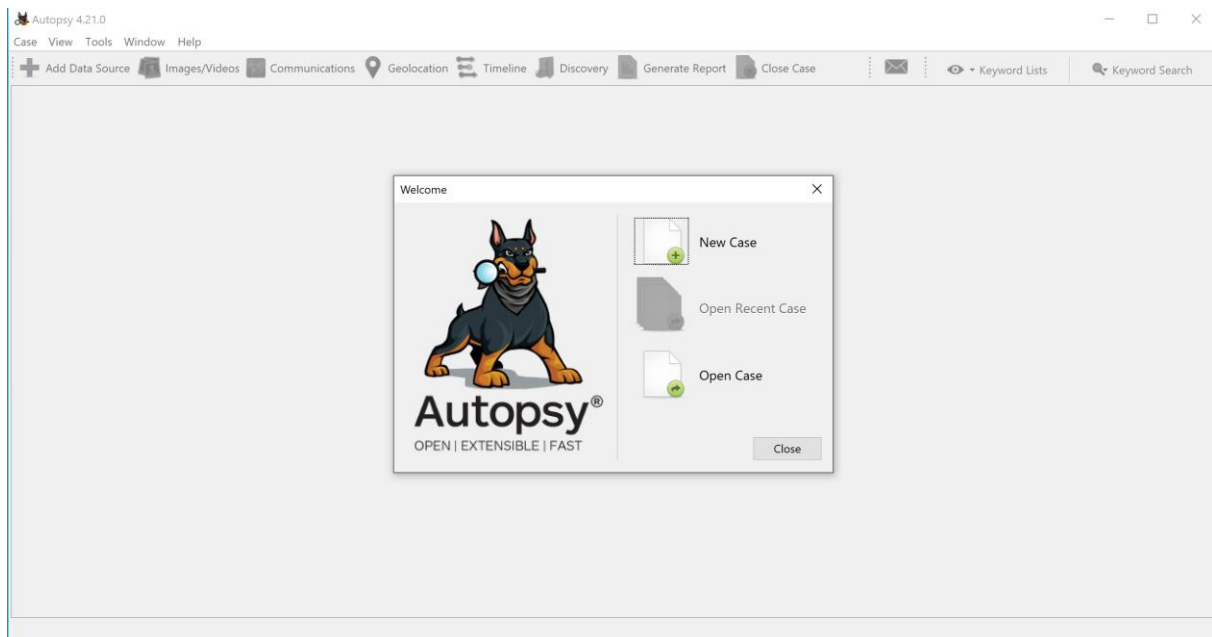 Autopsy 4.21.0
Case View Tools Window Help
Add Data Source Images/Videos Communications Geolocation Timeline Discovery Generate Report Close Case Keyword Lists Keyword Search
Welcome
New Case
Open Recent Case
Open Case
Autopsy®
OPEN | EXTENSIBLE | FAST
Close